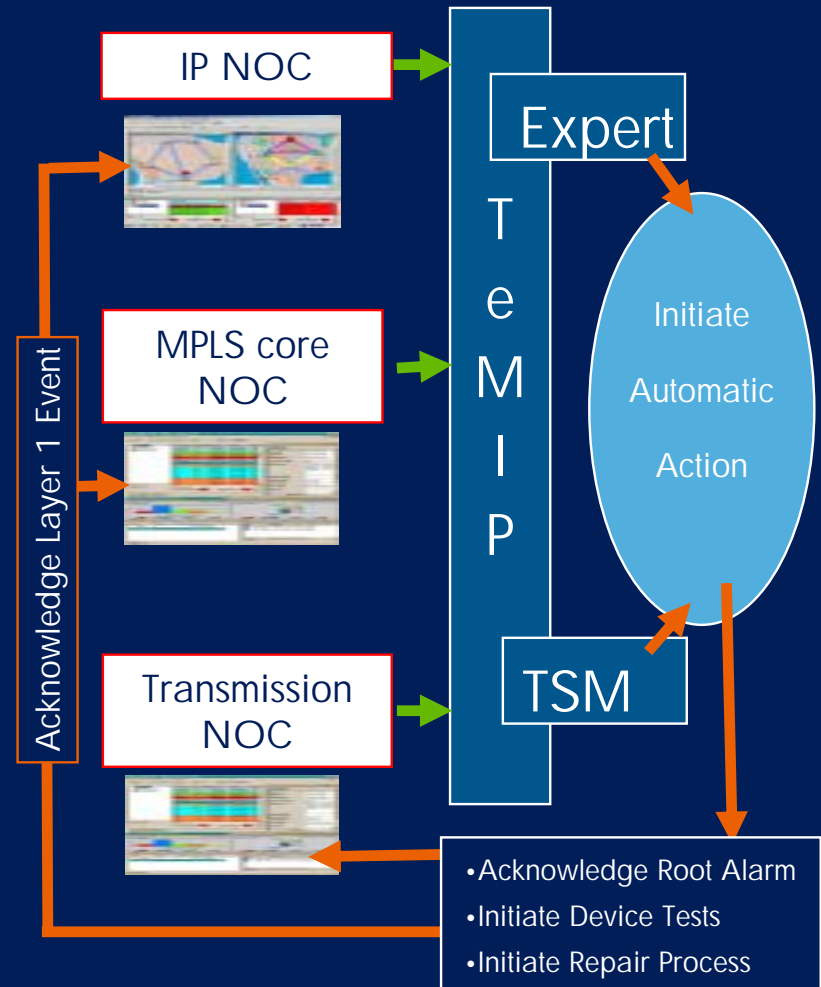 IP NOC
Expert
TeMIP
Initiate
Automatic
Action
MPLS core
NOC
Acknowledge Layer 1 Event
Transmission
NOC
TSM
•Acknowledge Root Alarm
•Initiate Device Tests
•Initiate Repair Process